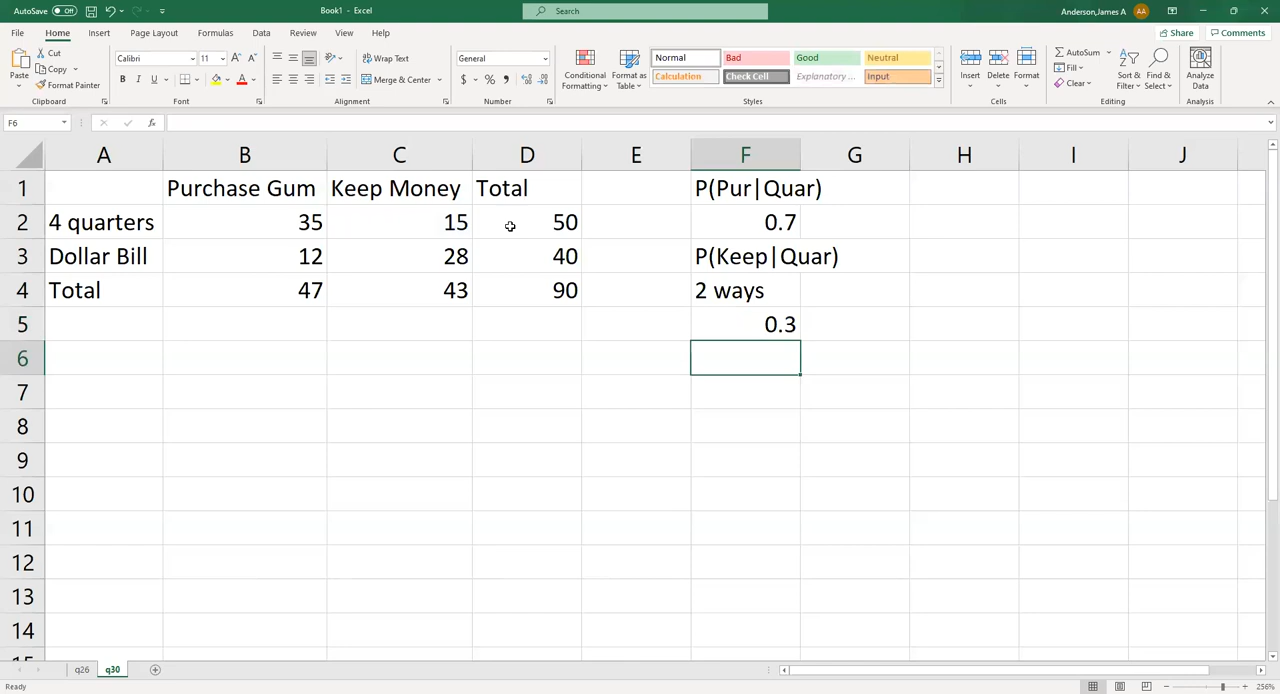 AutoSave Off Book1 - Excel Search Anderson,James A AA
File Home Insert Page Layout Formulas Data Review View Help Share Comments
Paste Cut Copy Format Painter Clipboard
Calibri 11 A A B I U A Font
Wrap Text Merge & Center Alignment
General $ % , Number
Conditional Formatting Format as Table
Normal Bad Good Neutral
Calculation Check Cell Explanatory ... Input
Styles
Insert Delete Format Cells
AutoSum Fill Clear Sort & Filter Find & Select Editing
Analyze Data Analysis
F6 fx
A B C D E F G H I J
1 Purchase Gum Keep Money Total P(Pur|Quar)
2 4 quarters 35 15 50 0.7
3 Dollar Bill 12 28 40 P(Keep|Quar)
4 Total 47 43 90 2 ways
5 0.3
6
7
8
9
10
11
12
13
14
15
q26 q30
Ready 256%